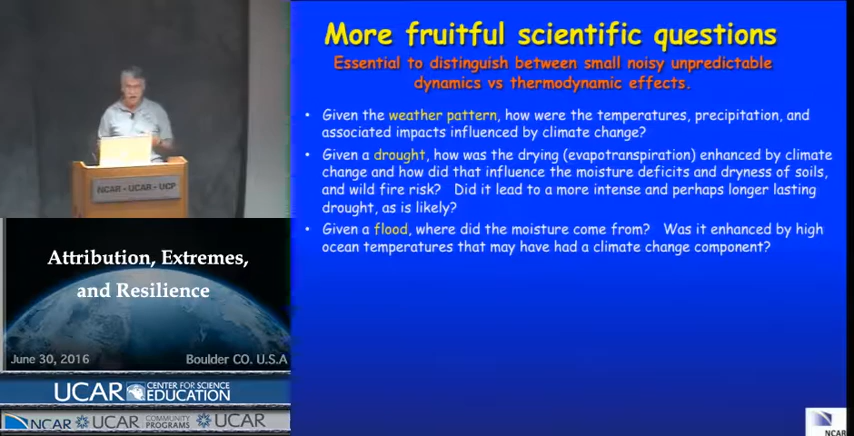 More fruitful scientific questions
Essential to distinguish between small noisy unpredictable
dynamics vs thermodynamic effects.
• Given the weather pattern, how were the temperatures, precipitation, and
associated impacts influenced by climate change?
• Given a drought, how was the drying (evapotranspiration) enhanced by climate
change and how did that influence the moisture deficits and dryness of soils,
and wild fire risk? Did it lead to a more intense and perhaps longer lasting
drought, as is likely?
• Given a flood, where did the moisture come from? Was it enhanced by high
ocean temperatures that may have had a climate change component?
NCAR
NCAR - UCAR - UCP
Attribution, Extremes,
and Resilience
June 30, 2016 Boulder CO. U.S.A
UCAR CENTER FOR SCIENCE
EDUCATION
NCAR UCAR COMMUNITY
PROGRAMS UCAR